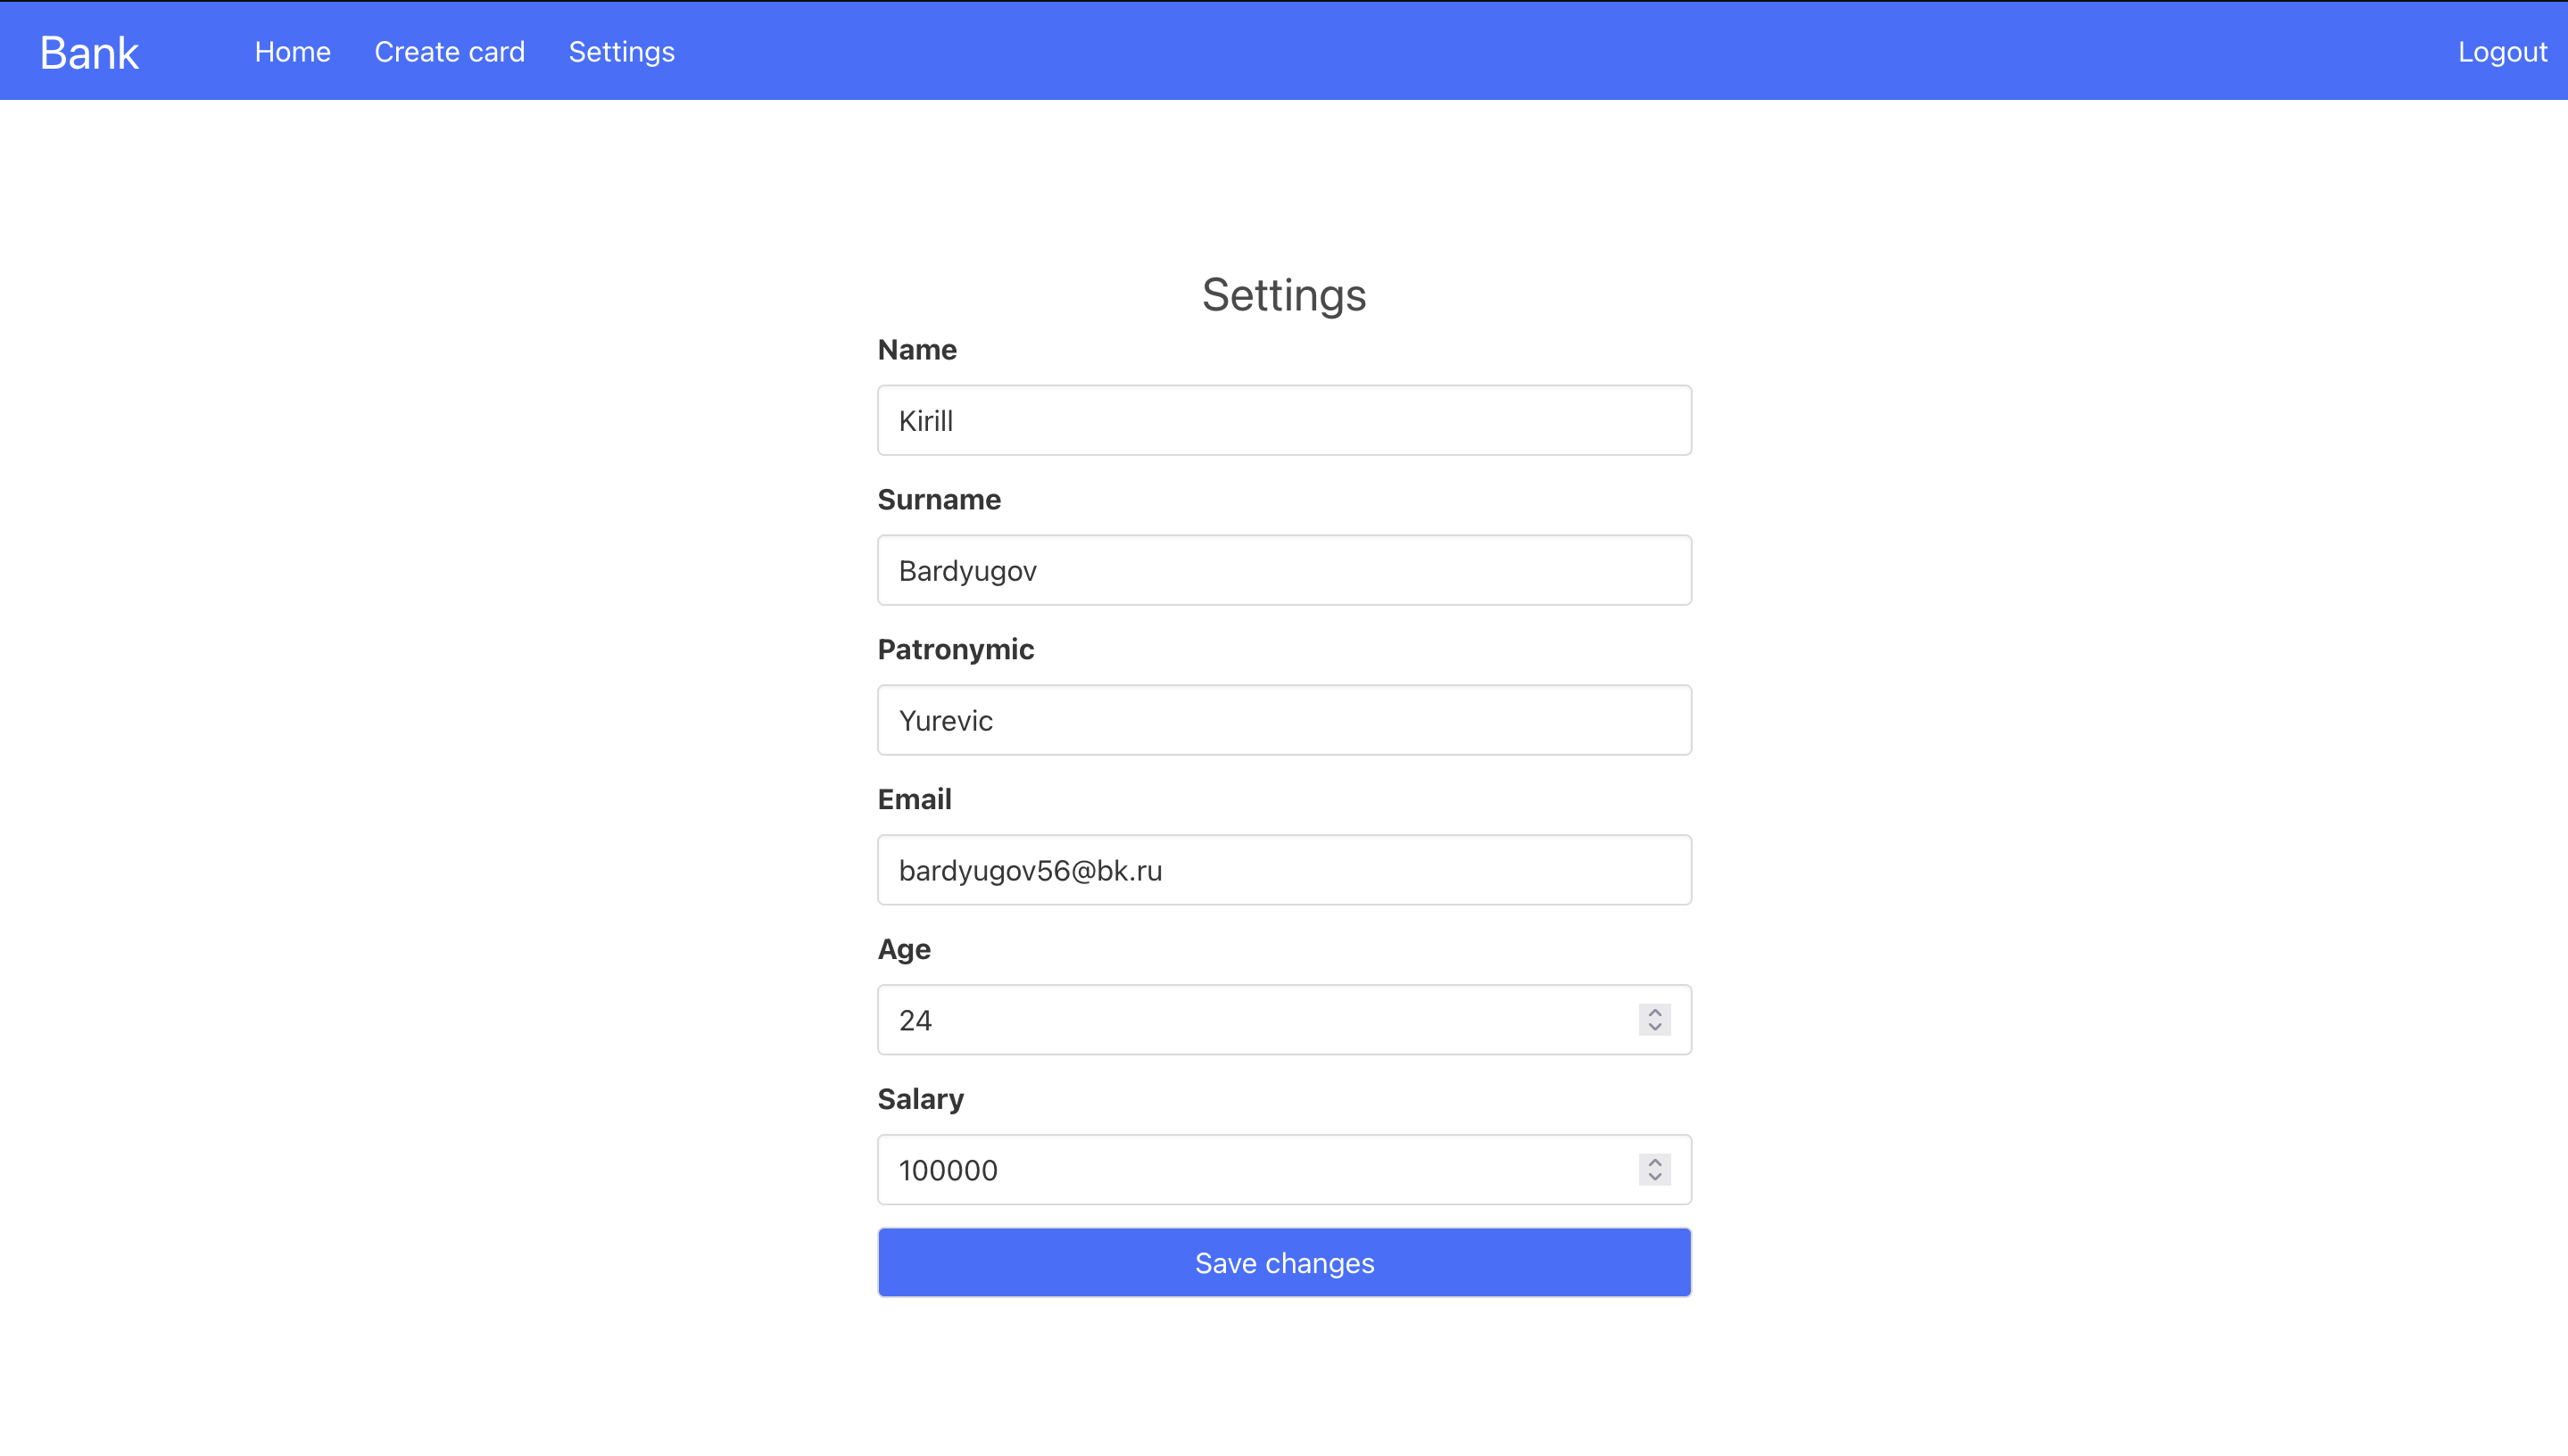 Bank Home Create card Settings Logout
Settings
Name
Kirill
Surname
Bardyugov
Patronymic
Yurevic
Email
bardyugov56@bk.ru
Age
24
Salary
100000
Save changes